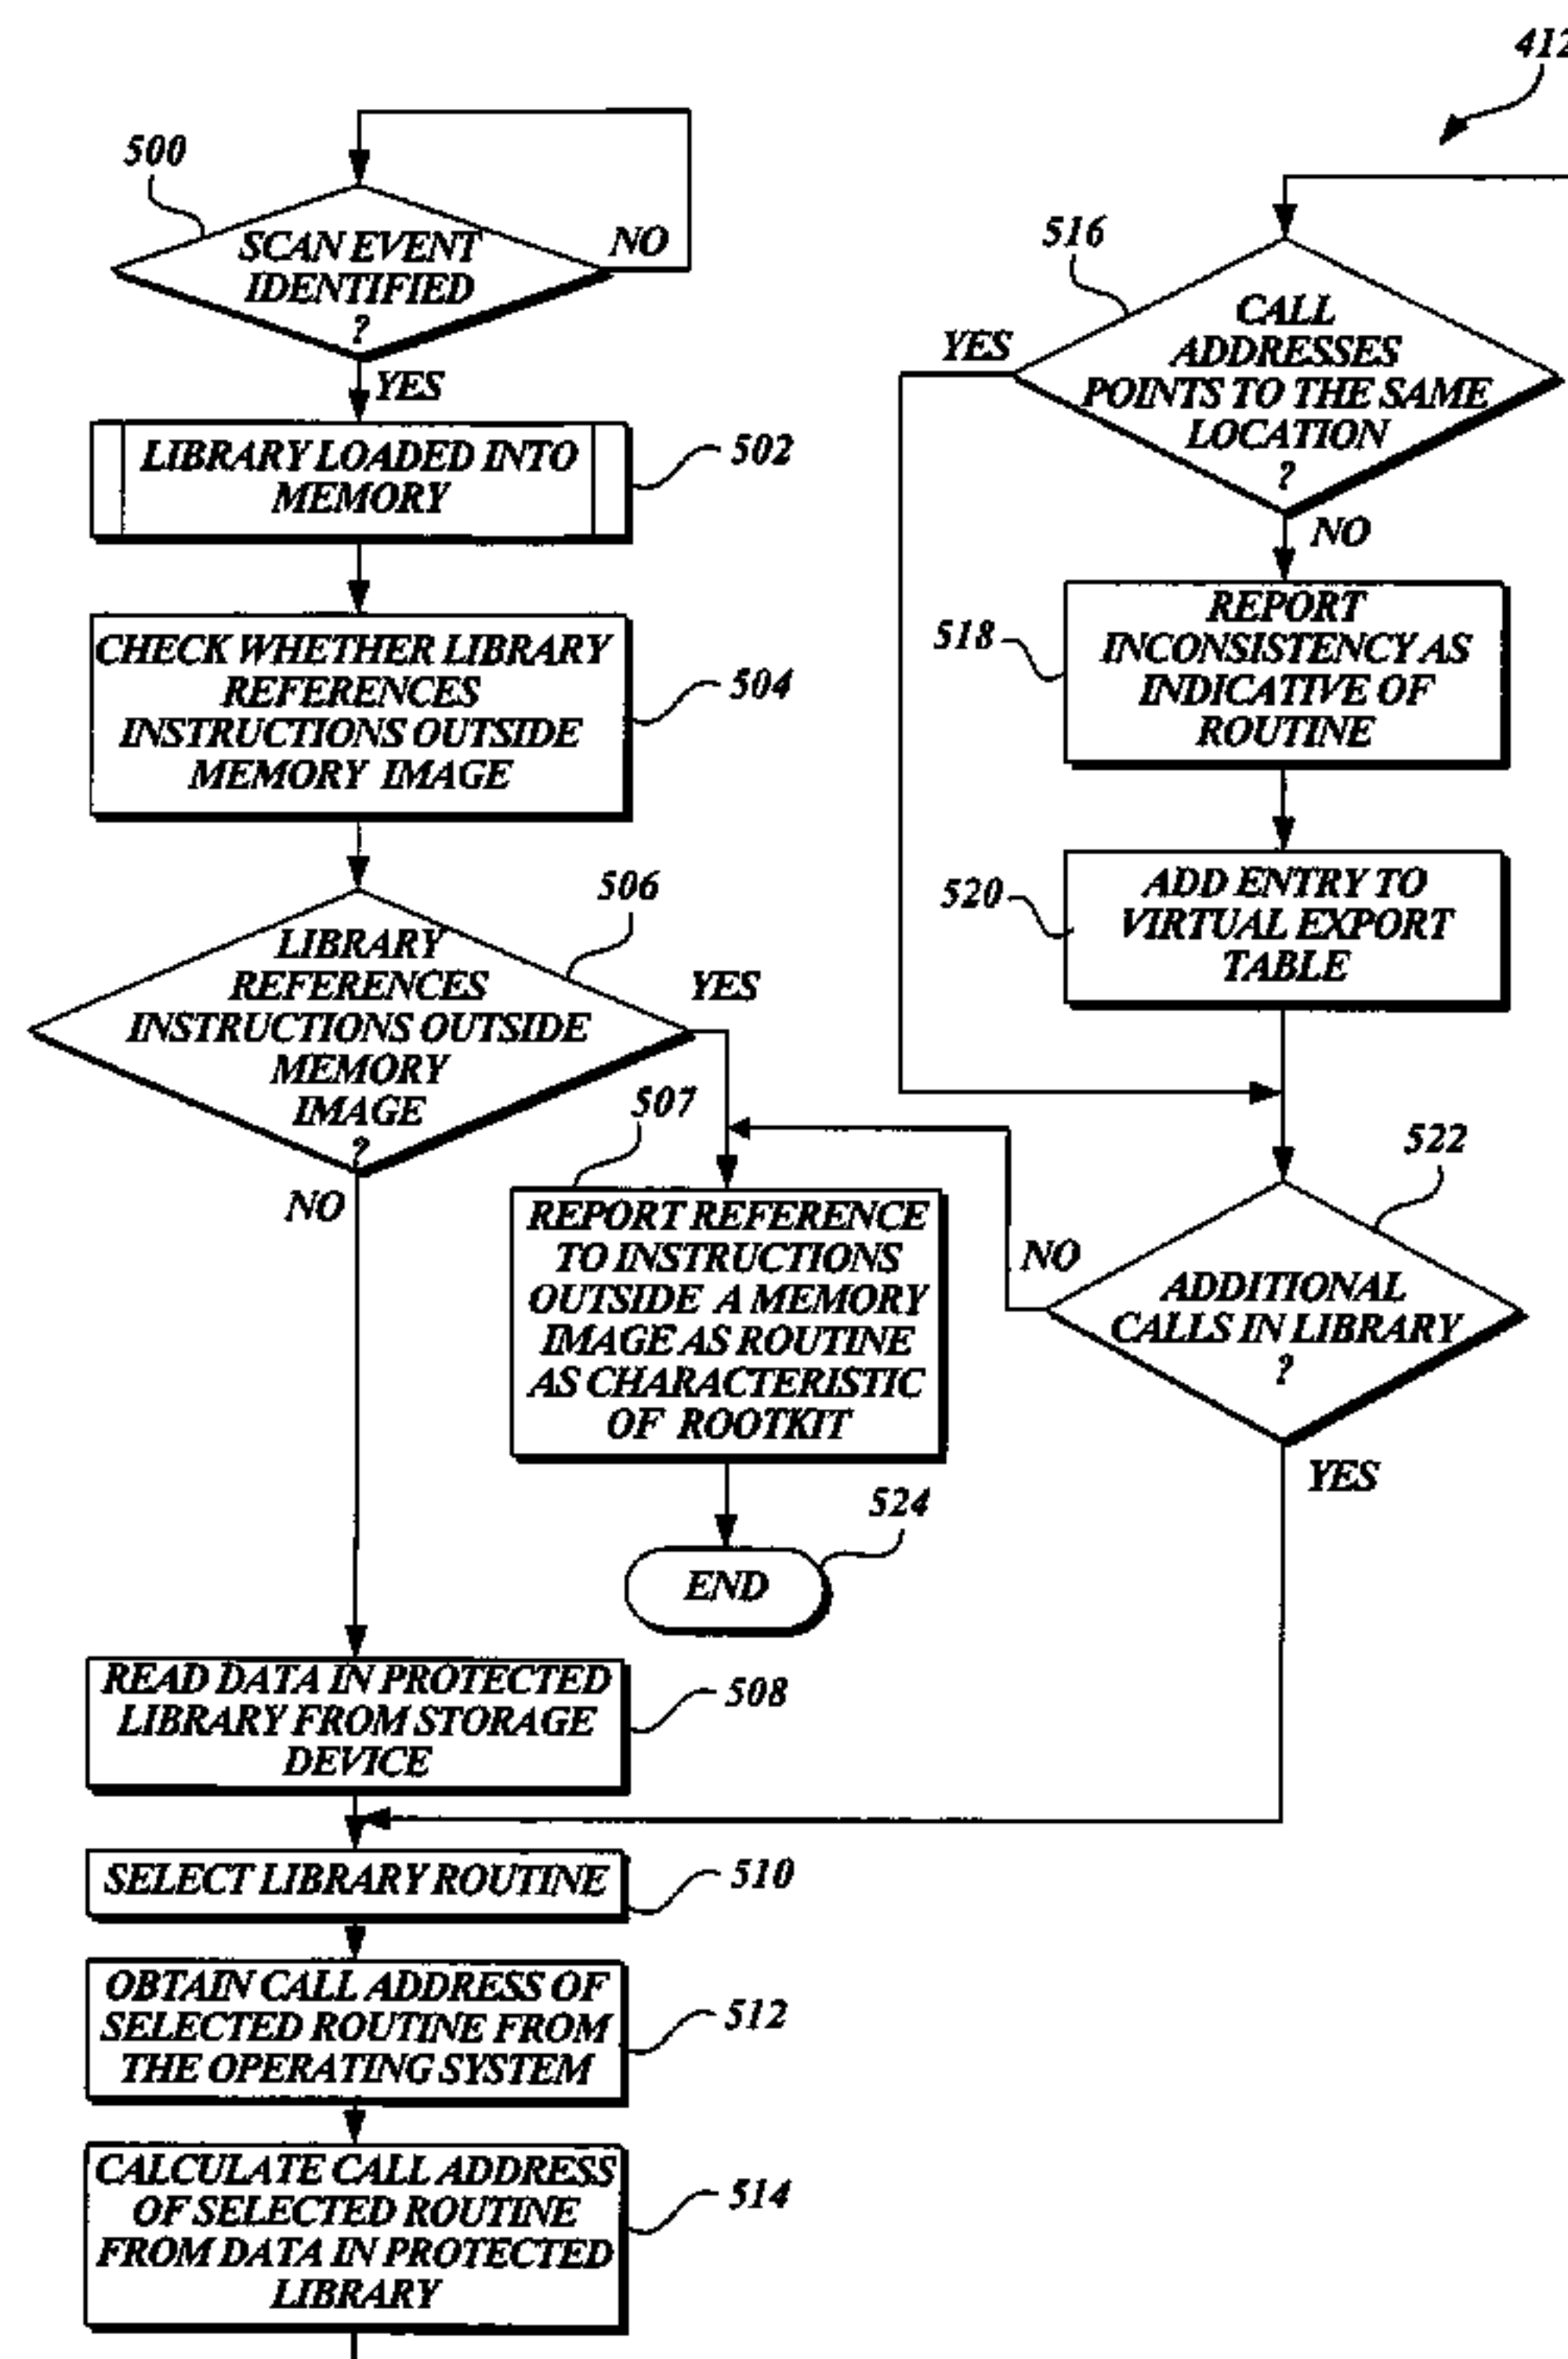 412
500
SCAN EVENT
IDENTIFIED
?
NO
YES
LIBRARY LOADED INTO
MEMORY
502
CHECK WHETHER LIBRARY
REFERENCES
INSTRUCTIONS OUTSIDE
MEMORY IMAGE
504
506
LIBRARY
REFERENCES
INSTRUCTIONS OUTSIDE
MEMORY
IMAGE
?
YES
NO
507
REPORT REFERENCE
TO INSTRUCTIONS
OUTSIDE A MEMORY
IMAGE AS ROUTINE
AS CHARACTERISTIC
OF ROOTKIT
524
END
READ DATA IN PROTECTED
LIBRARY FROM STORAGE
DEVICE
508
SELECT LIBRARY ROUTINE
510
OBTAIN CALL ADDRESS OF
SELECTED ROUTINE FROM
THE OPERATING SYSTEM
512
CALCULATE CALL ADDRESS
OF SELECTED ROUTINE
FROM DATA IN PROTECTED
LIBRARY
514
516
CALL
ADDRESSES
POINTS TO THE SAME
LOCATION
?
YES
NO
518
REPORT
INCONSISTENCY AS
INDICATIVE OF
ROUTINE
520
ADD ENTRY TO
VIRTUAL EXPORT
TABLE
522
ADDITIONAL
CALLS IN LIBRARY
?
NO
YES